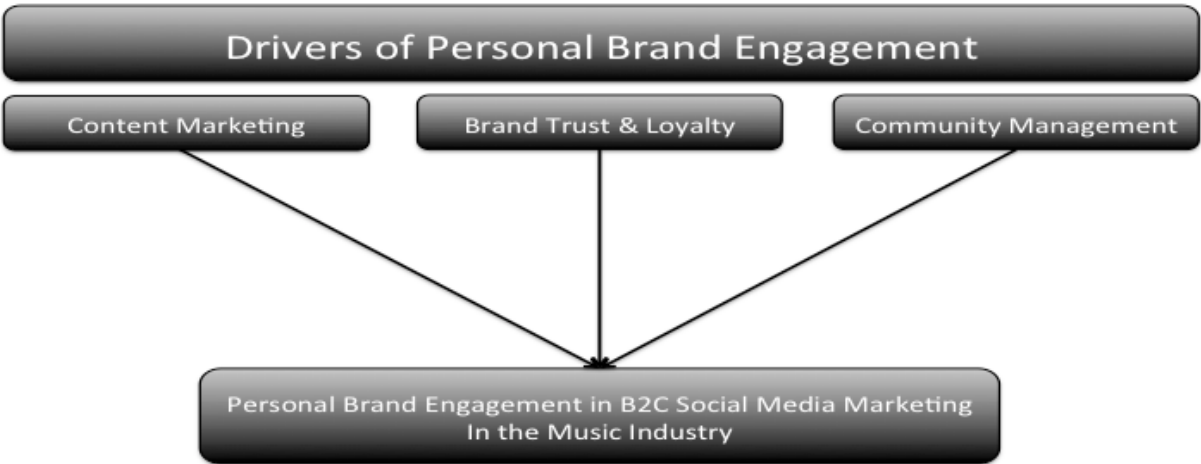 Drivers of Personal Brand Engagement
Content Marketing
Brand Trust & Loyalty
Community Management
Personal Brand Engagement in B2C Social Media Marketing
In the Music Industry